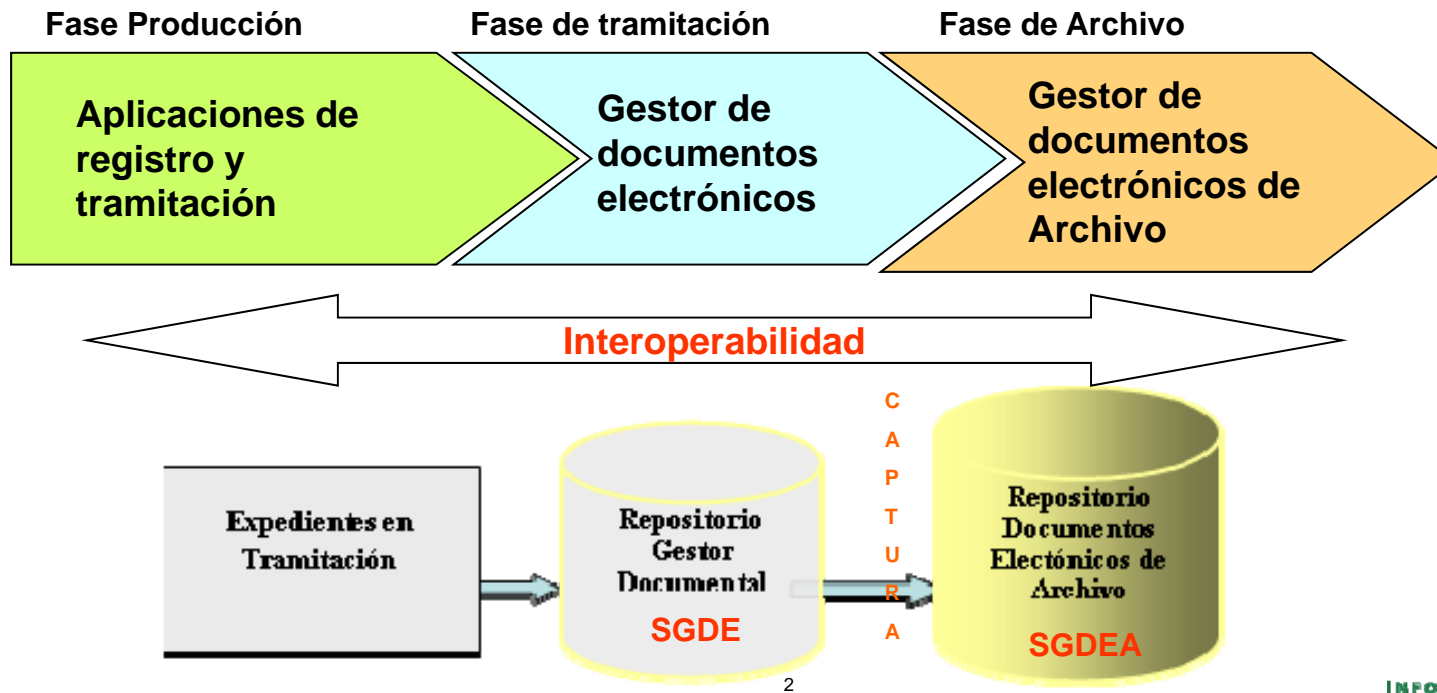 Fase Producción
Fase de tramitación
Fase de Archivo
Aplicaciones de
registro y
tramitación
Gestor de
documentos
electrónicos
Gestor de
documentos
electrónicos de
Archivo
Interoperabilidad
Expedientes en
Tramitación
Repositorio
Gestor
Documental
SGDE
C
A
P
T
U
R
A
Repositorio
Documentos
Electónicos de
Archivo
SGDEA
2